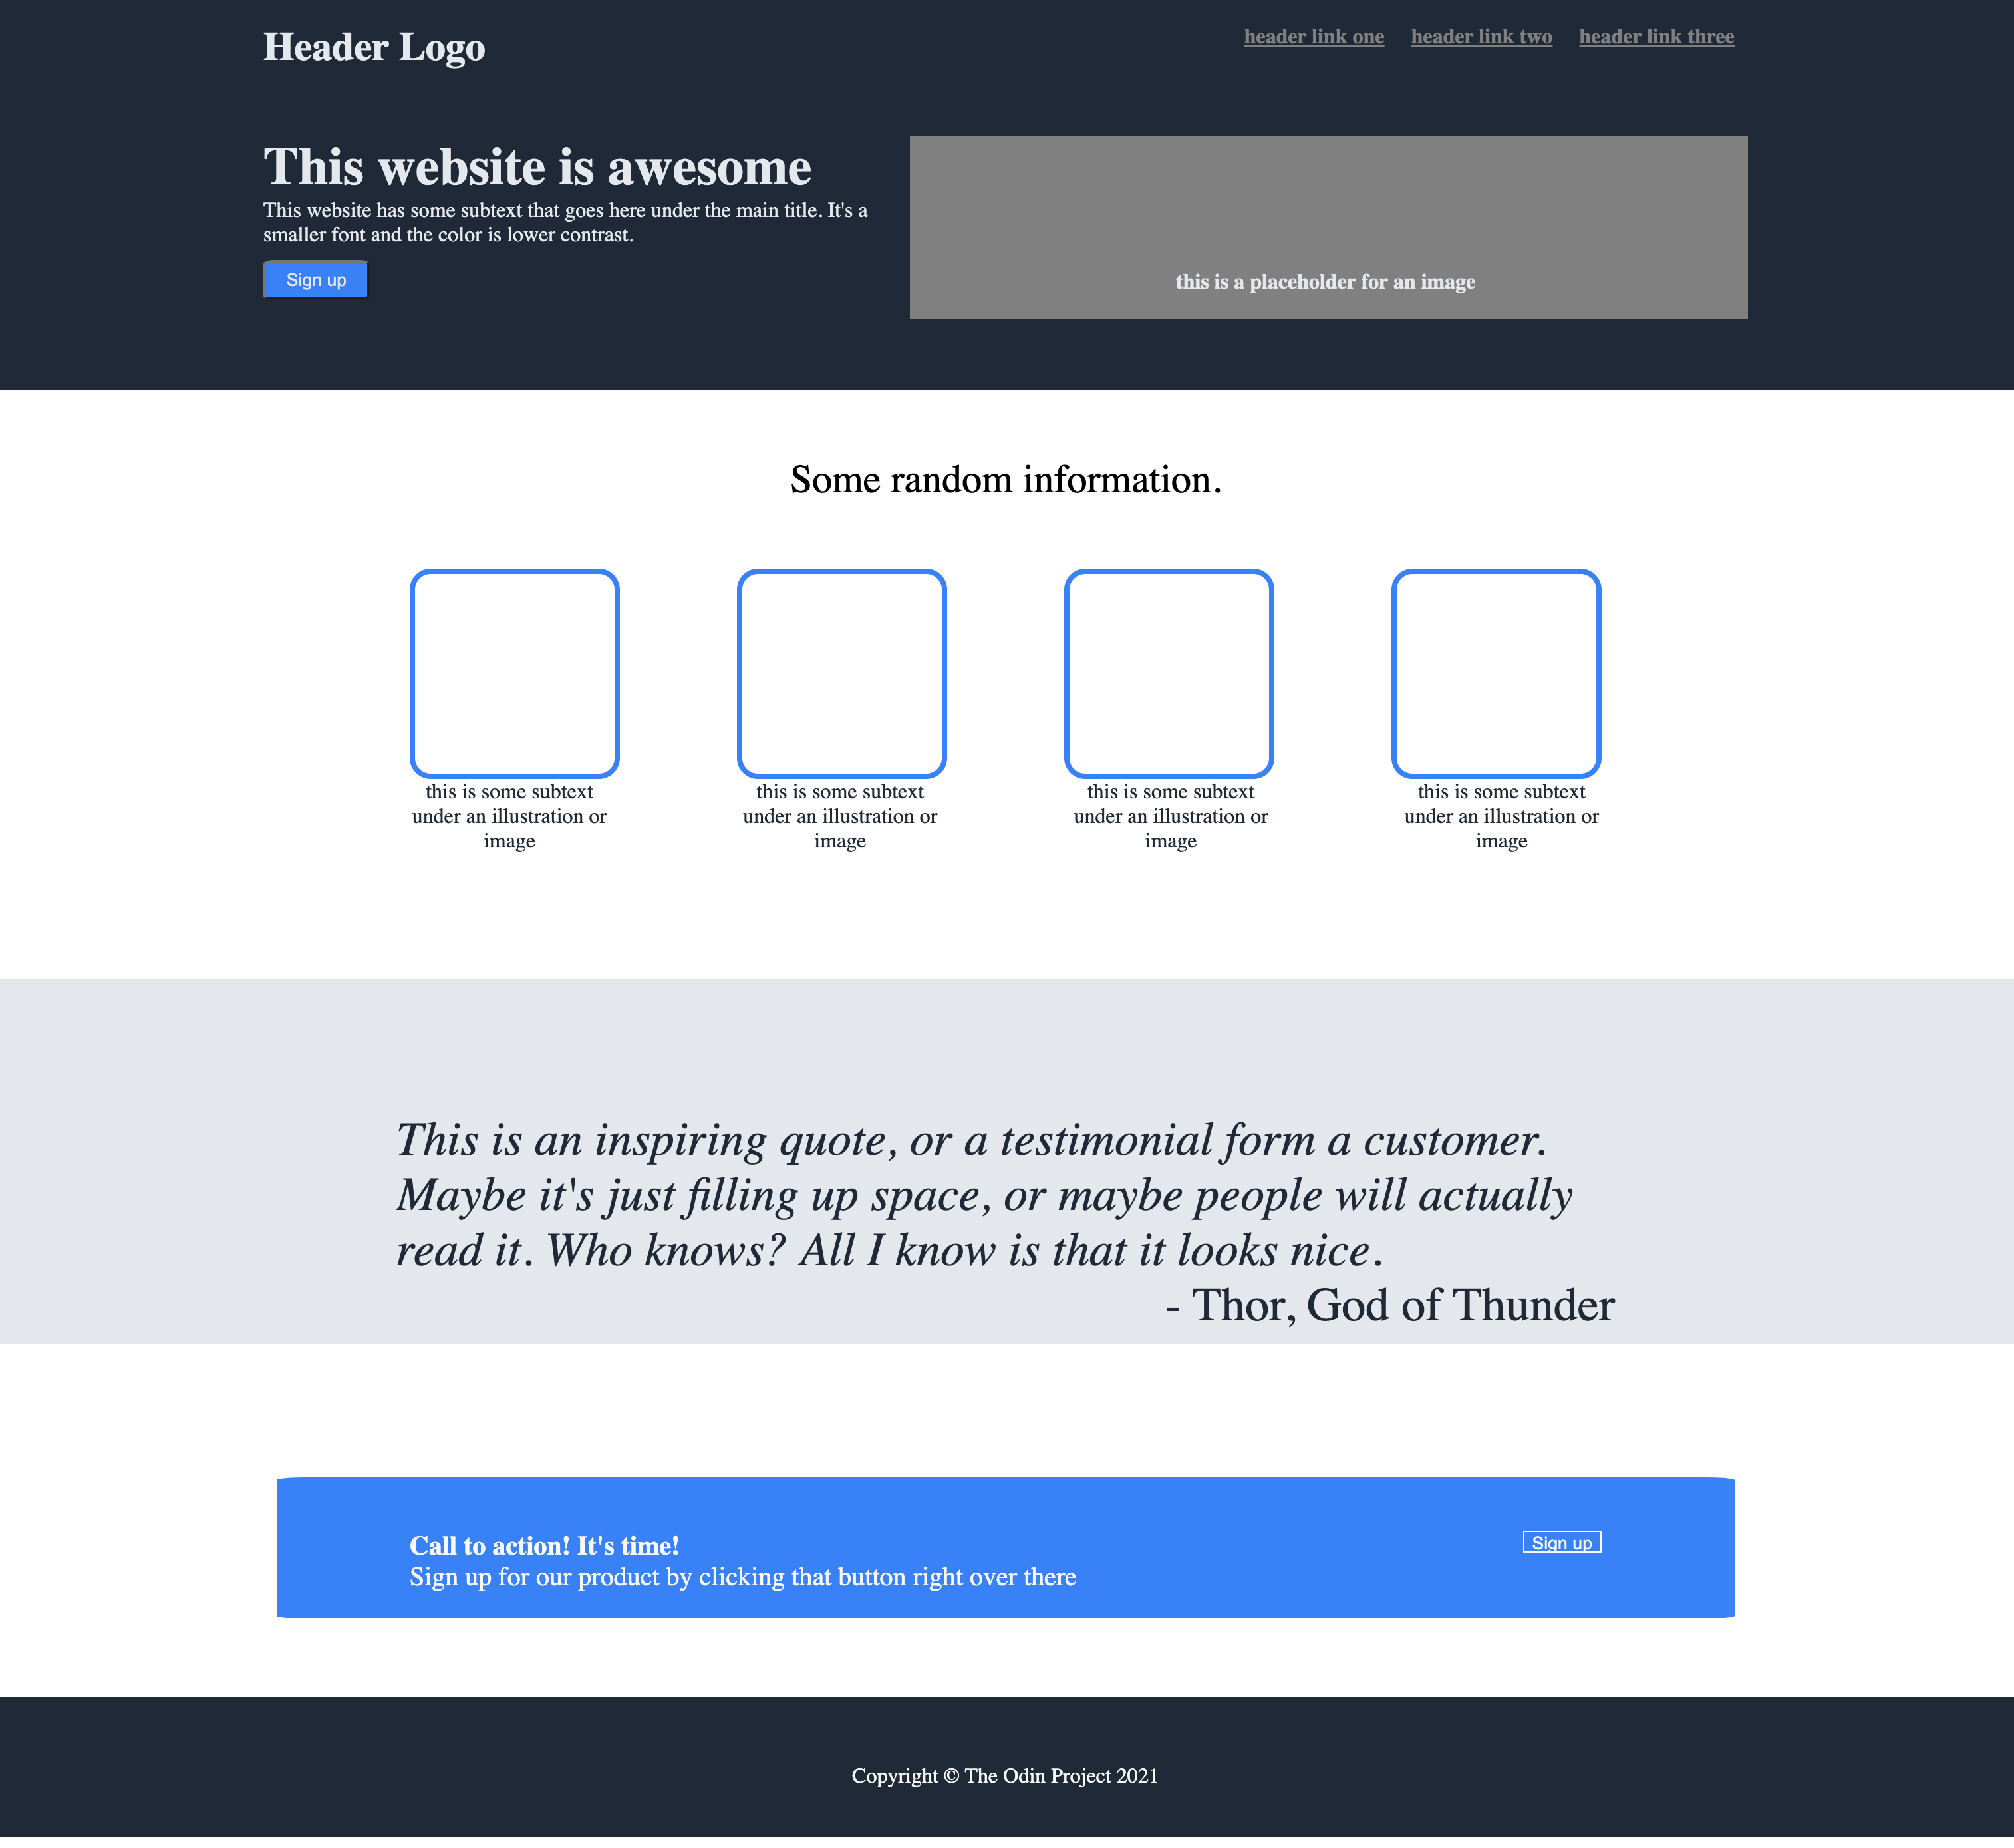 Header Logo
header link one header link two header link three
This website is awesome
This website has some subtext that goes here under the main title. It's a
smaller font and the color is lower contrast.
Sign up
this is a placeholder for an image
Some random information.
this is some subtext
under an illustration or
image
this is some subtext
under an illustration or
image
this is some subtext
under an illustration or
image
this is some subtext
under an illustration or
image
This is an inspiring quote, or a testimonial form a customer.
Maybe it's just filling up space, or maybe people will actually
read it. Who knows? All I know is that it looks nice.
- Thor, God of Thunder
Call to action! It's time!
Sign up for our product by clicking that button right over there
Sign up
Copyright © The Odin Project 2021